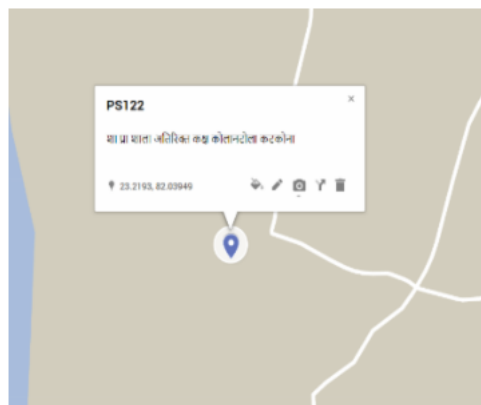 PS122
शा प्रा शाला अतिरिक्त कक्ष कोतानटोला करकोना
23.2193, 82.03949